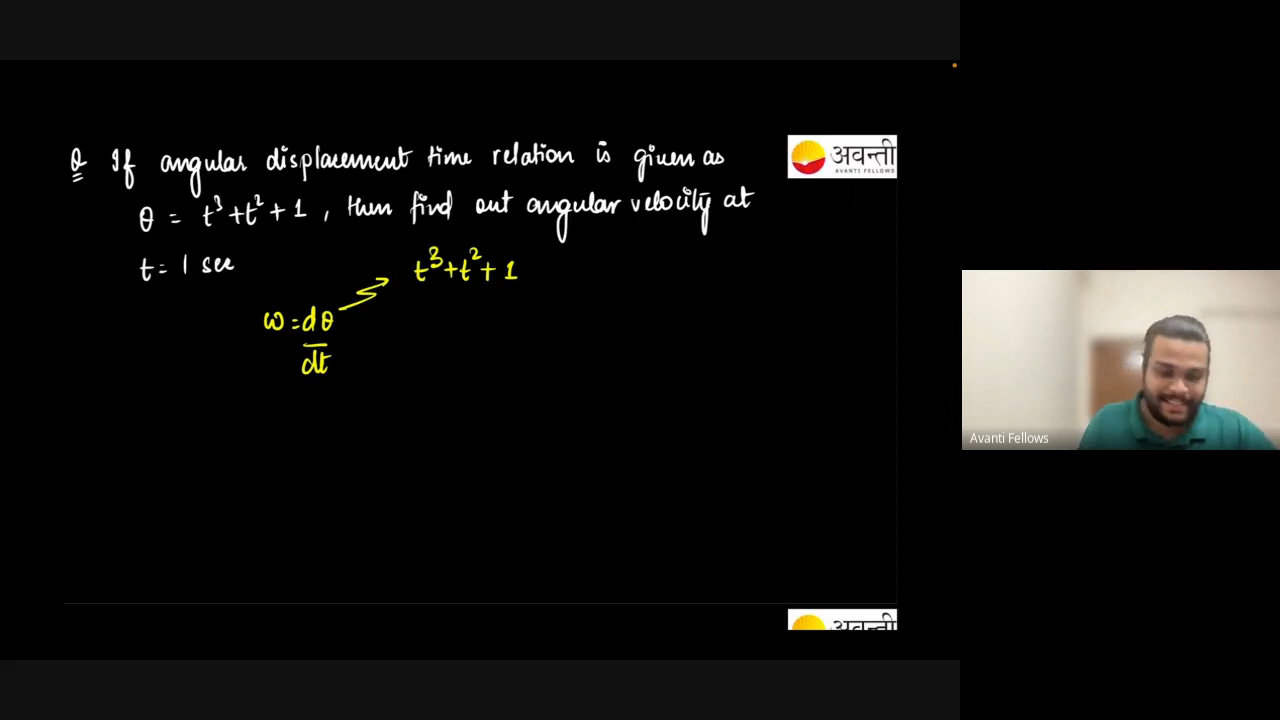 Q If angular displacement time relation is given as
θ = t³+t²+1, then find out angular velocity at
t = 1 sec
t³+t²+1
ω = dθ
dt
अवन्ती
AVANTI FELLOWS
अवन्ती
Avanti Fellows